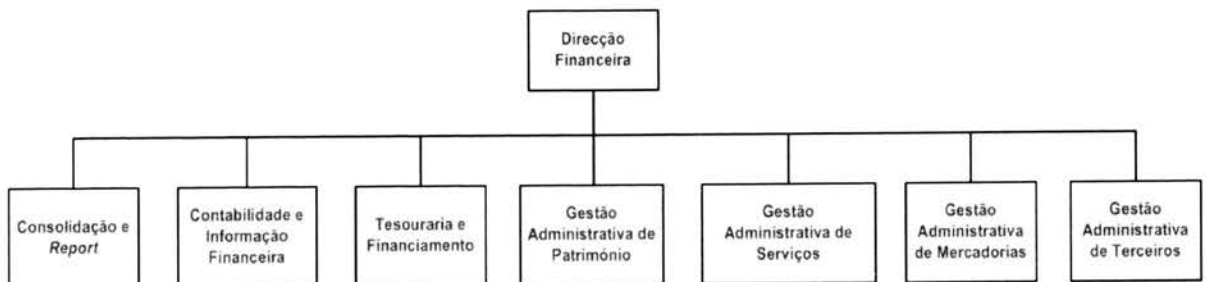 Direcção
Financeira
Consolidação e
Report
Contabilidade e
Informação
Financeira
Tesouraria e
Financiamento
Gestão
Administrativa de
Património
Gestão
Administrativa de
Serviços
Gestão
Administrativa
de Mercadorias
Gestão
Administrativa
de Terceiros